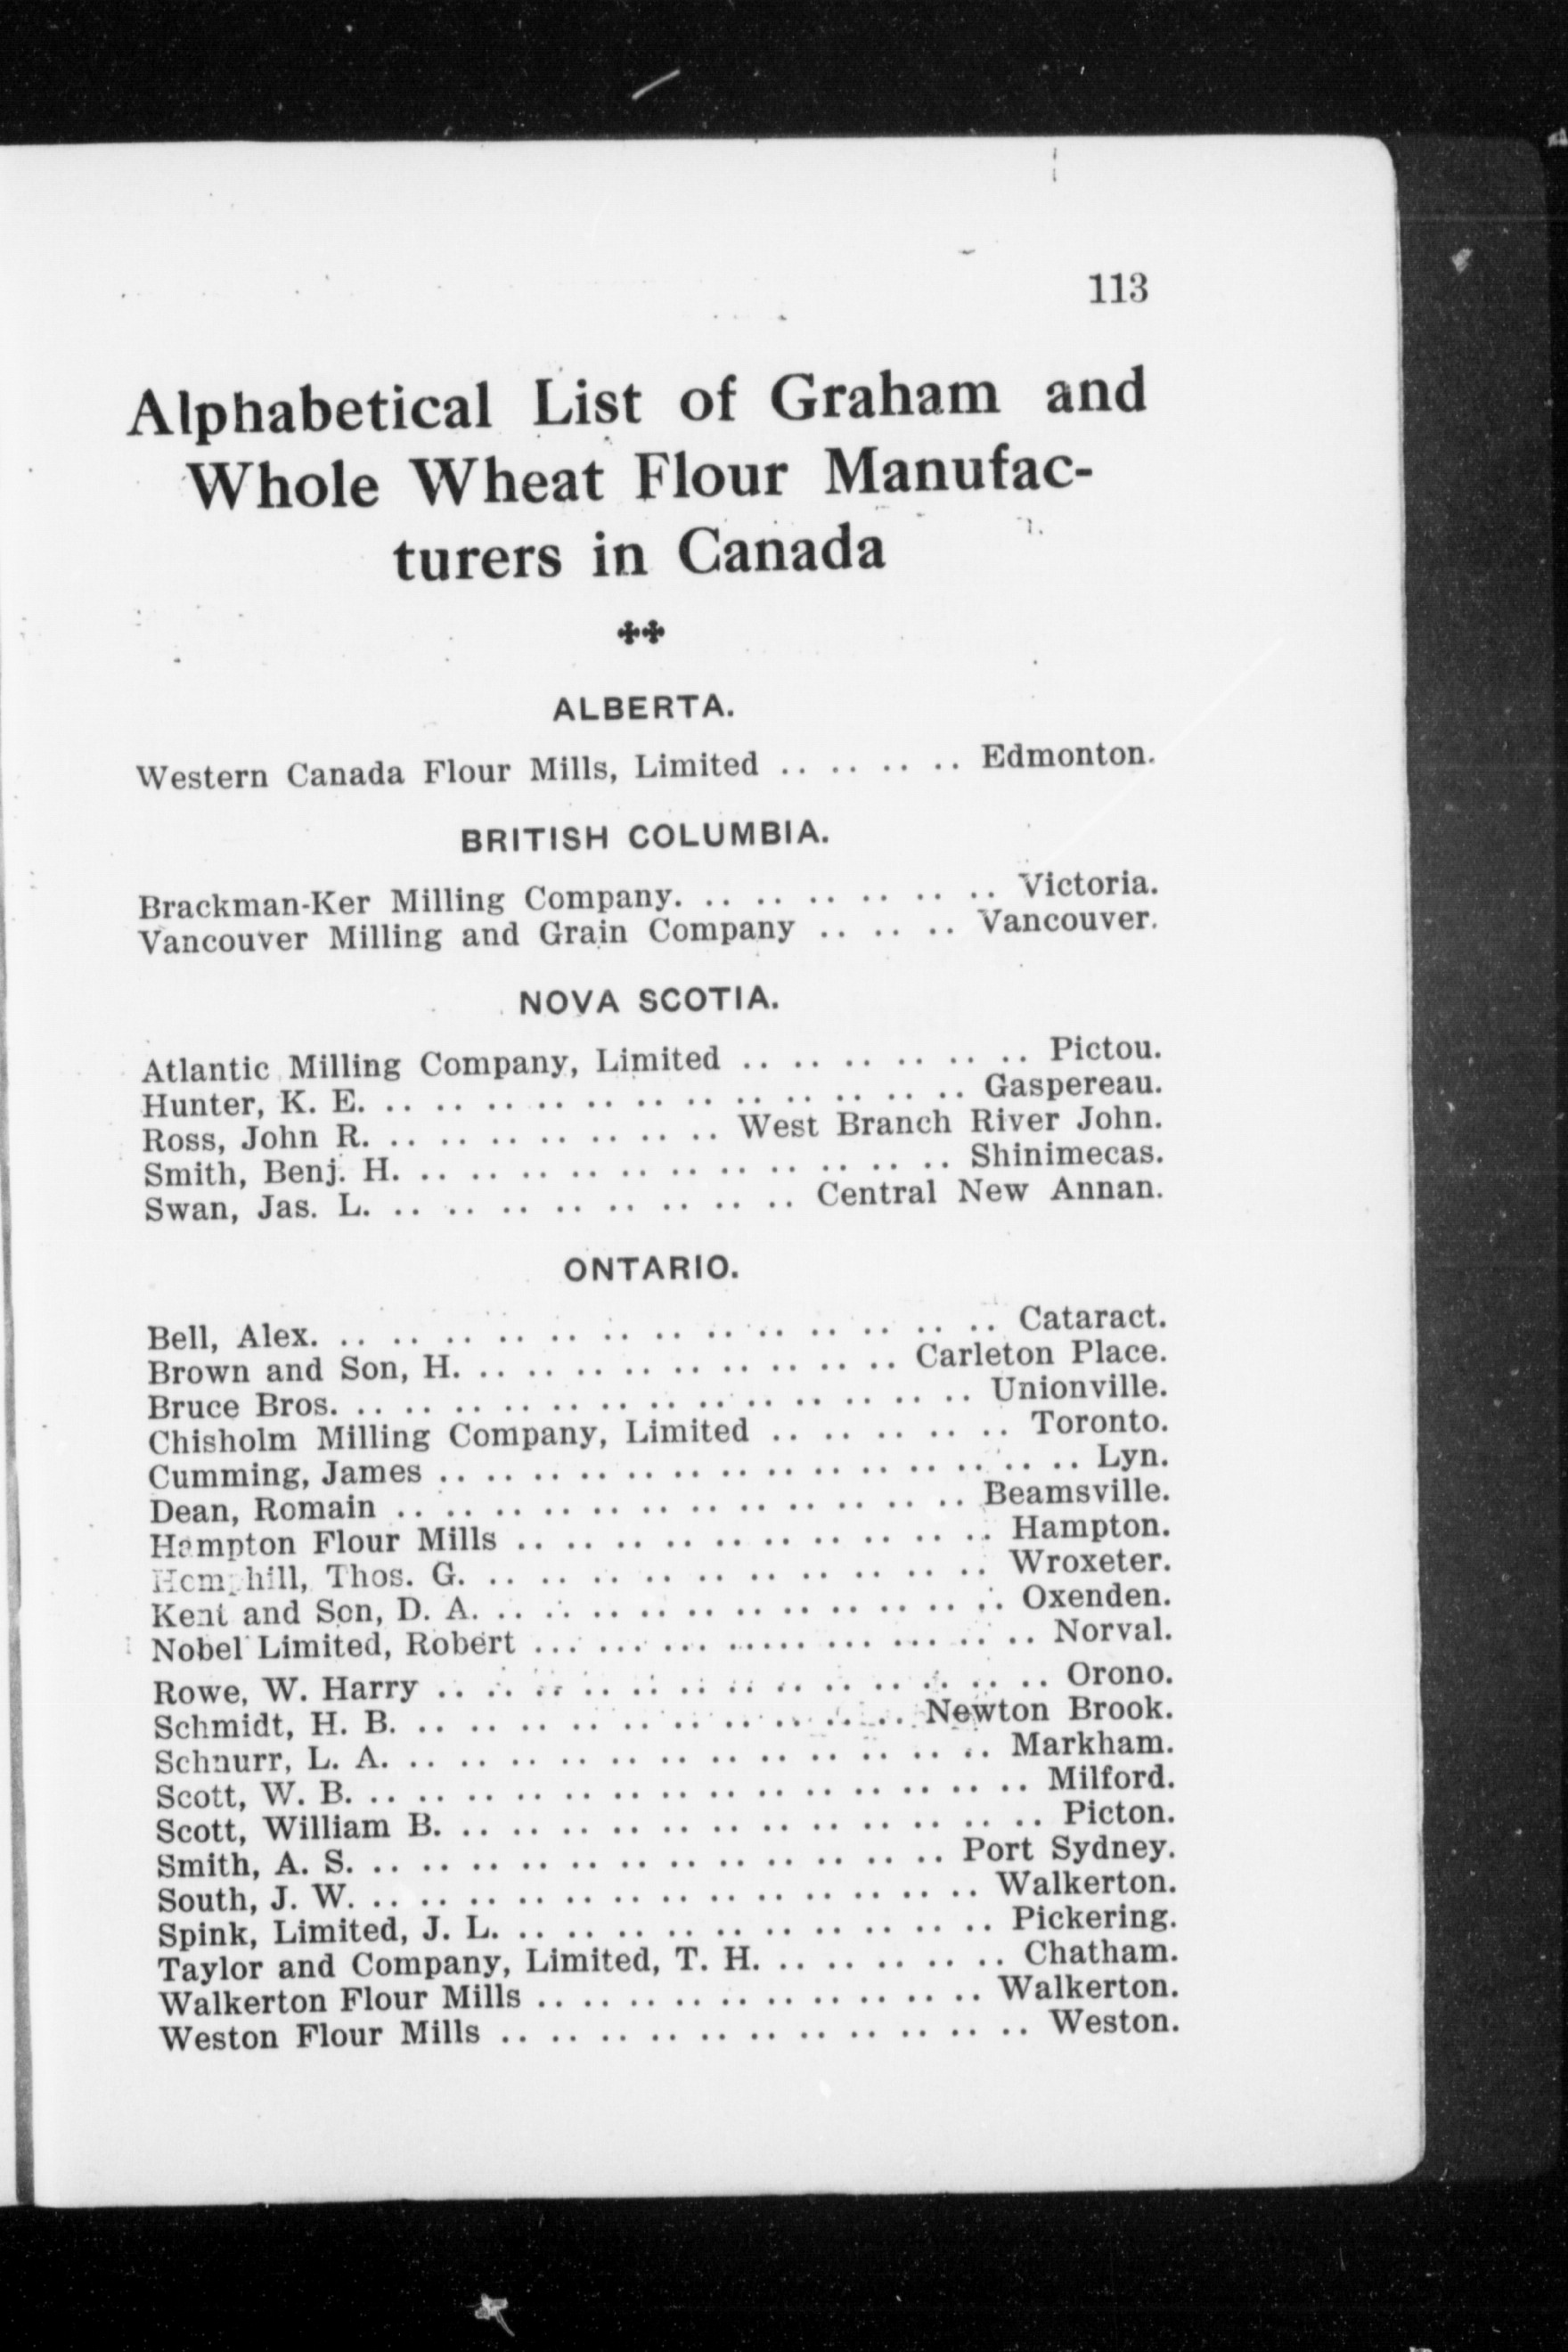 113
Alphabetical List of Graham and
Whole Wheat Flour Manufac-
turers in Canada
ALBERTA.
Western Canada Flour Mills, Limited .. .. .. .. Edmonton.
BRITISH COLUMBIA.
Brackman-Ker Milling Company. .. .. .. .. .. .. Victoria.
Vancouver Milling and Grain Company .. .. .. Vancouver.
NOVA SCOTIA.
Atlantic Milling Company, Limited .. .. .. .. .. .. Pictou.
Hunter, K. E. .. .. .. .. .. .. .. .. .. .. .. .. Gaspereau.
Ross, John R. .. .. .. .. .. .. .. West Branch River John.
Smith, Benj. H. .. .. .. .. .. .. .. .. .. .. .. Shinimecas.
Swan, Jas. L. .. .. .. .. .. .. .. .. Central New Annan.
ONTARIO.
Bell, Alex. .. .. .. .. .. .. .. .. .. .. .. .. .. Cataract.
Brown and Son, H. .. .. .. .. .. .. .. .. .. Carleton Place.
Bruce Bros. .. .. .. .. .. .. .. .. .. .. .. .. .. Unionville.
Chisholm Milling Company, Limited .. .. .. .. .. Toronto.
Cumming, James .. .. .. .. .. .. .. .. .. .. .. .. .. .. Lyn.
Dean, Romain .. .. .. .. .. .. .. .. .. .. .. .. Beamsville.
Hampton Flour Mills .. .. .. .. .. .. .. .. .. .. Hampton.
Hemphill, Thos. G. .. .. .. .. .. .. .. .. .. .. .. Wroxeter.
Kent and Son, D. A. .. .. .. .. .. .. .. .. .. .. .. Oxenden.
Nobel Limited, Robert ... ... ... ... ... ... ... .. .. Norval.
Rowe, W. Harry .. .. .. .. .. .. .. .. .. .. .. .. .. Orono.
Schmidt, H. B. .. .. .. .. .. .. .. .. .. .. Newton Brook.
Schnurr, L. A. .. .. .. .. .. .. .. .. .. .. .. .. Markham.
Scott, W. B. .. .. .. .. .. .. .. .. .. .. .. .. .. .. Milford.
Scott, William B. .. .. .. .. .. .. .. .. .. .. .. .. Picton.
Smith, A. S. .. .. .. .. .. .. .. .. .. .. .. .. Port Sydney.
South, J. W. .. .. .. .. .. .. .. .. .. .. .. .. .. Walkerton.
Spink, Limited, J. L. .. .. .. .. .. .. .. .. .. .. Pickering.
Taylor and Company, Limited, T. H. .. .. .. .. .. Chatham.
Walkerton Flour Mills .. .. .. .. .. .. .. .. .. .. Walkerton.
Weston Flour Mills .. .. .. .. .. .. .. .. .. .. .. Weston.